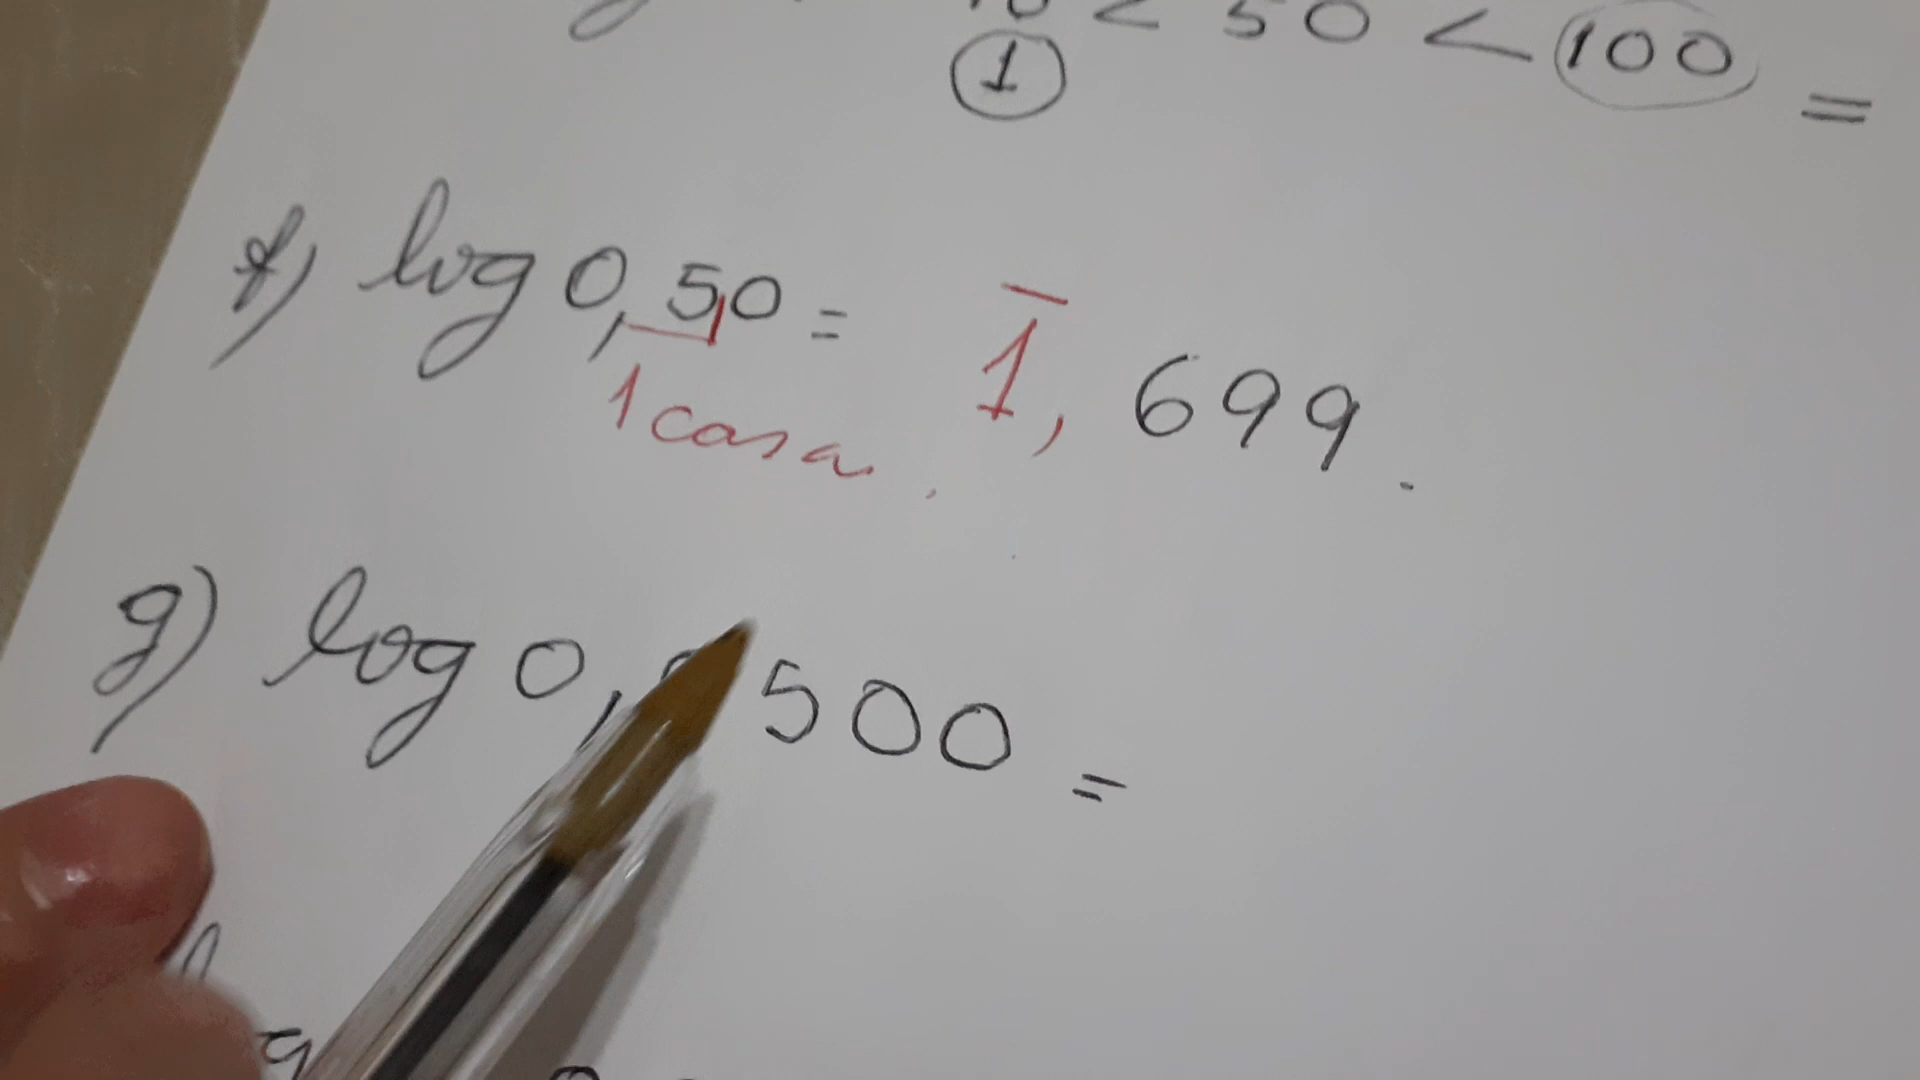 < 50 < 100 =
1
f) log 0,50 = 1̅, 699.
1 casa.
g) log 0, 500 =